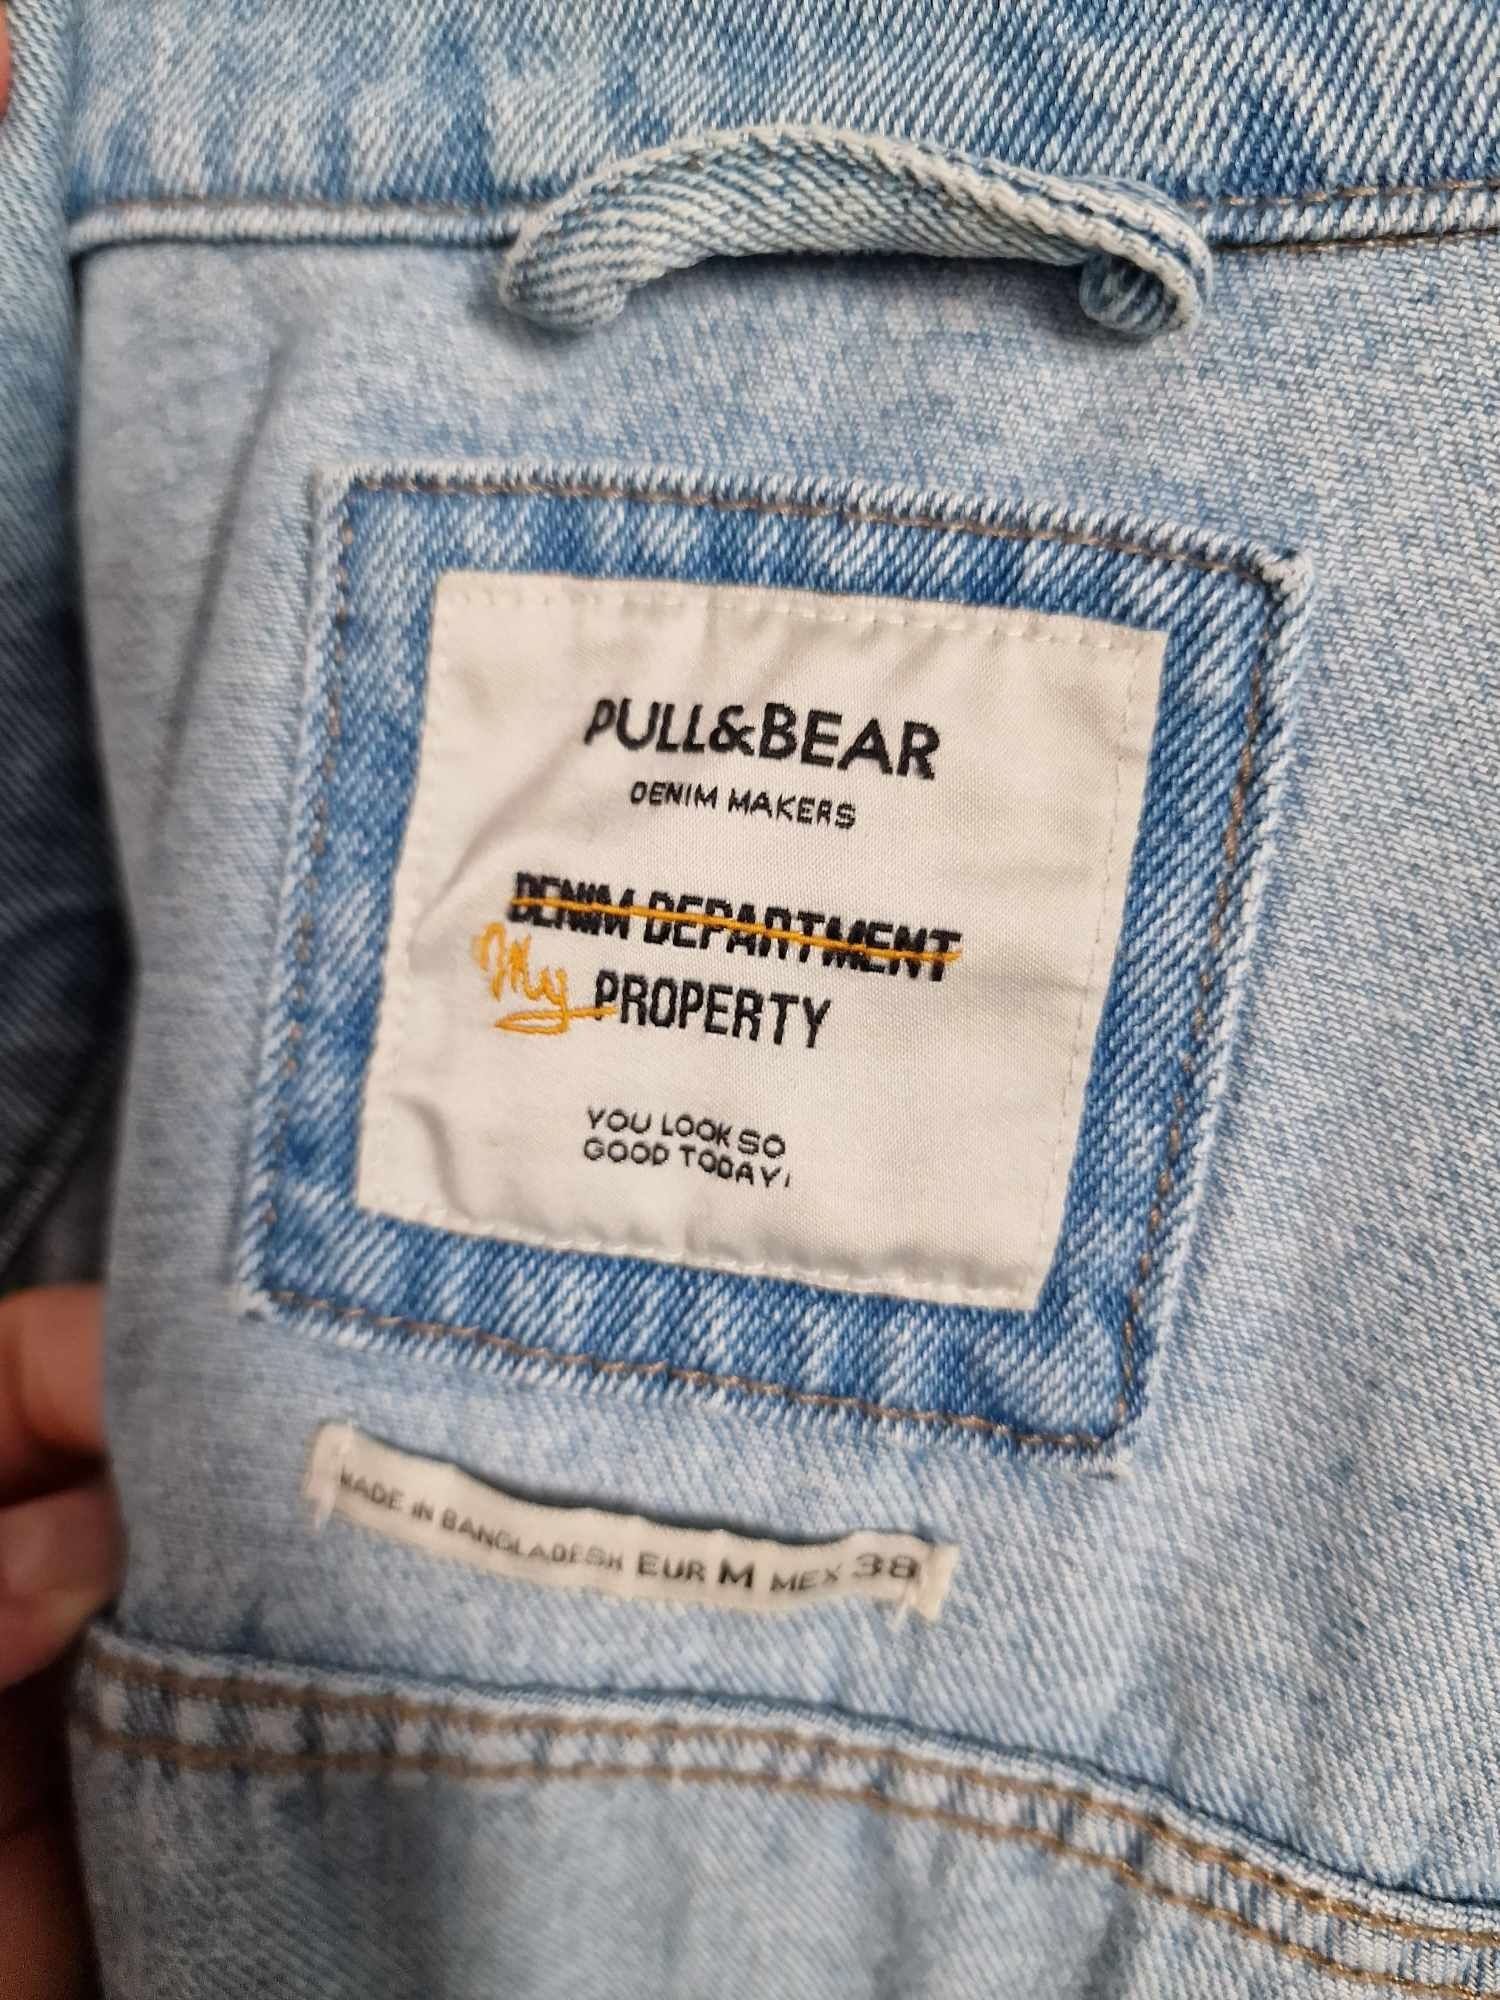 PULL&BEAR
DENIM MAKERS
DENIM DEPARTMENT
My PROPERTY
YOU LOOK SO
GOOD TODAY!
MADE IN BANGLADESH EUR M MEX 38